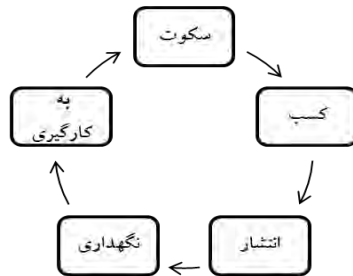 سکوت
کسب
انتشار
نگهداری
به
کارگیری